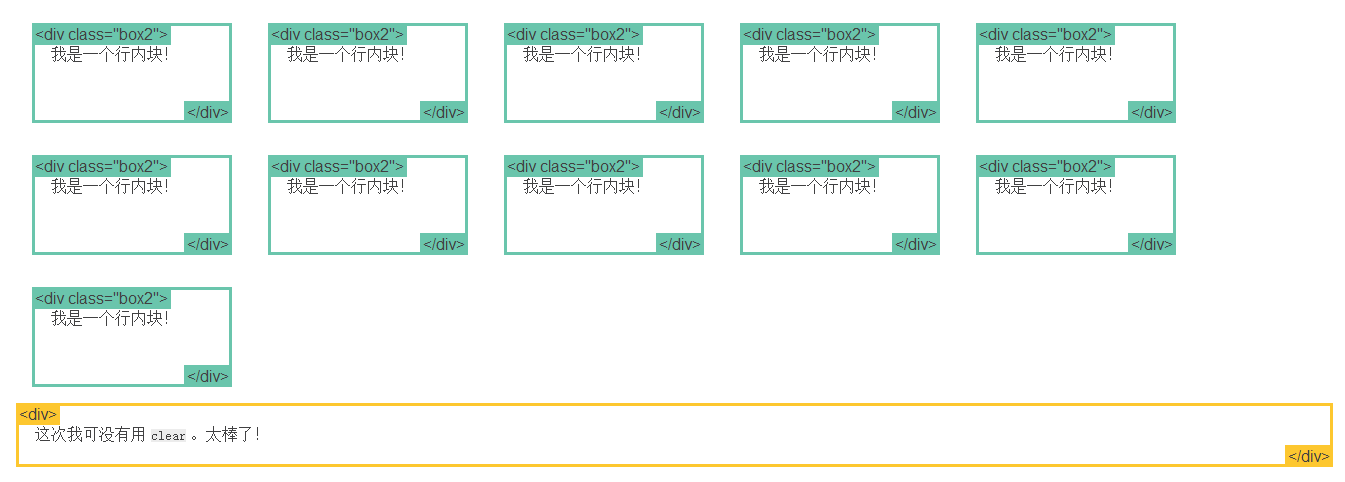 <div class="box2"> <div class="box2"> <div class="box2"> <div class="box2"> <div class="box2">
我是一个行内块! 我是一个行内块! 我是一个行内块! 我是一个行内块! 我是一个行内块!
</div> </div> </div> </div> </div>
<div class="box2"> <div class="box2"> <div class="box2"> <div class="box2"> <div class="box2">
我是一个行内块! 我是一个行内块! 我是一个行内块! 我是一个行内块! 我是一个行内块!
</div> </div> </div> </div> </div>
<div class="box2">
我是一个行内块!
</div>
<div>
这次我可没有用 clear 。太棒了!
</div>